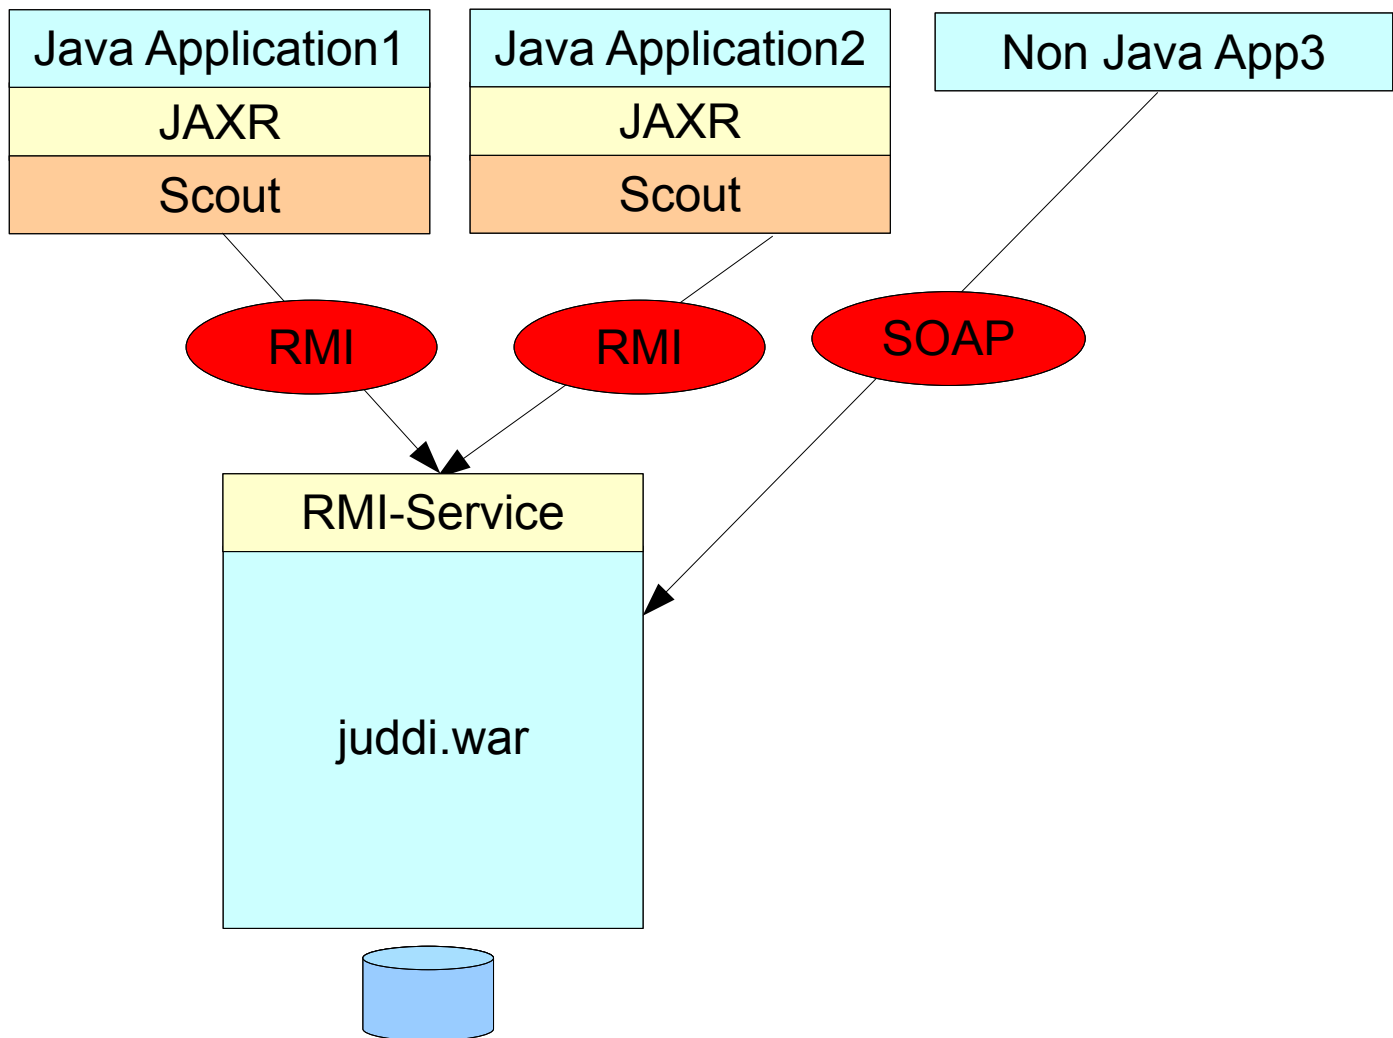 Java Application1
JAXR
Scout
Java Application2
JAXR
Scout
Non Java App3
RMI
RMI
SOAP
RMI-Service
juddi.war